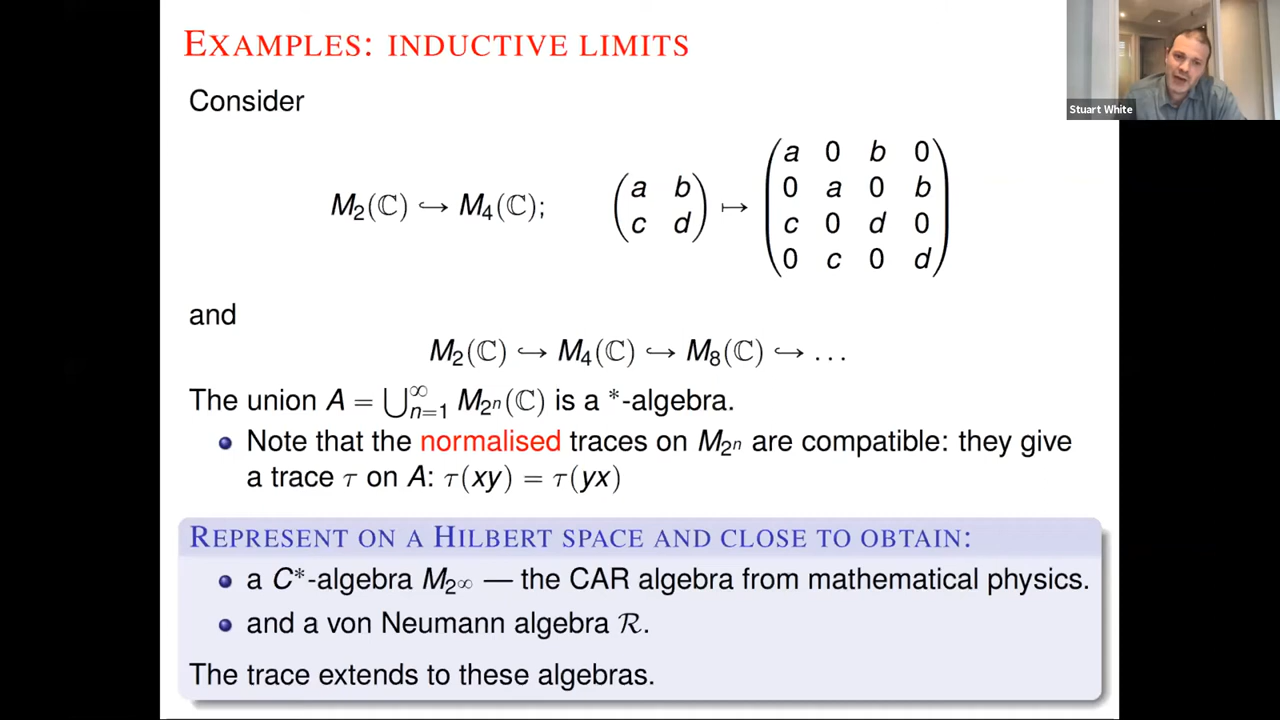 EXAMPLES: INDUCTIVE LIMITS
Stuart White
Consider
M₂(ℂ) ↪ M₄(ℂ); (a b; c d) ↦ (a 0 b 0; 0 a 0 b; c 0 d 0; 0 c 0 d)
and
M₂(ℂ) ↪ M₄(ℂ) ↪ M₈(ℂ) ↪ …
The union A = ⋃_{n=1}^{∞} M_{2ⁿ}(ℂ) is a *-algebra.
• Note that the normalised traces on M_{2ⁿ} are compatible: they give
a trace τ on A: τ(xy) = τ(yx)
REPRESENT ON A HILBERT SPACE AND CLOSE TO OBTAIN:
• a C*-algebra M_{2^∞} — the CAR algebra from mathematical physics.
• and a von Neumann algebra ℛ.
The trace extends to these algebras.